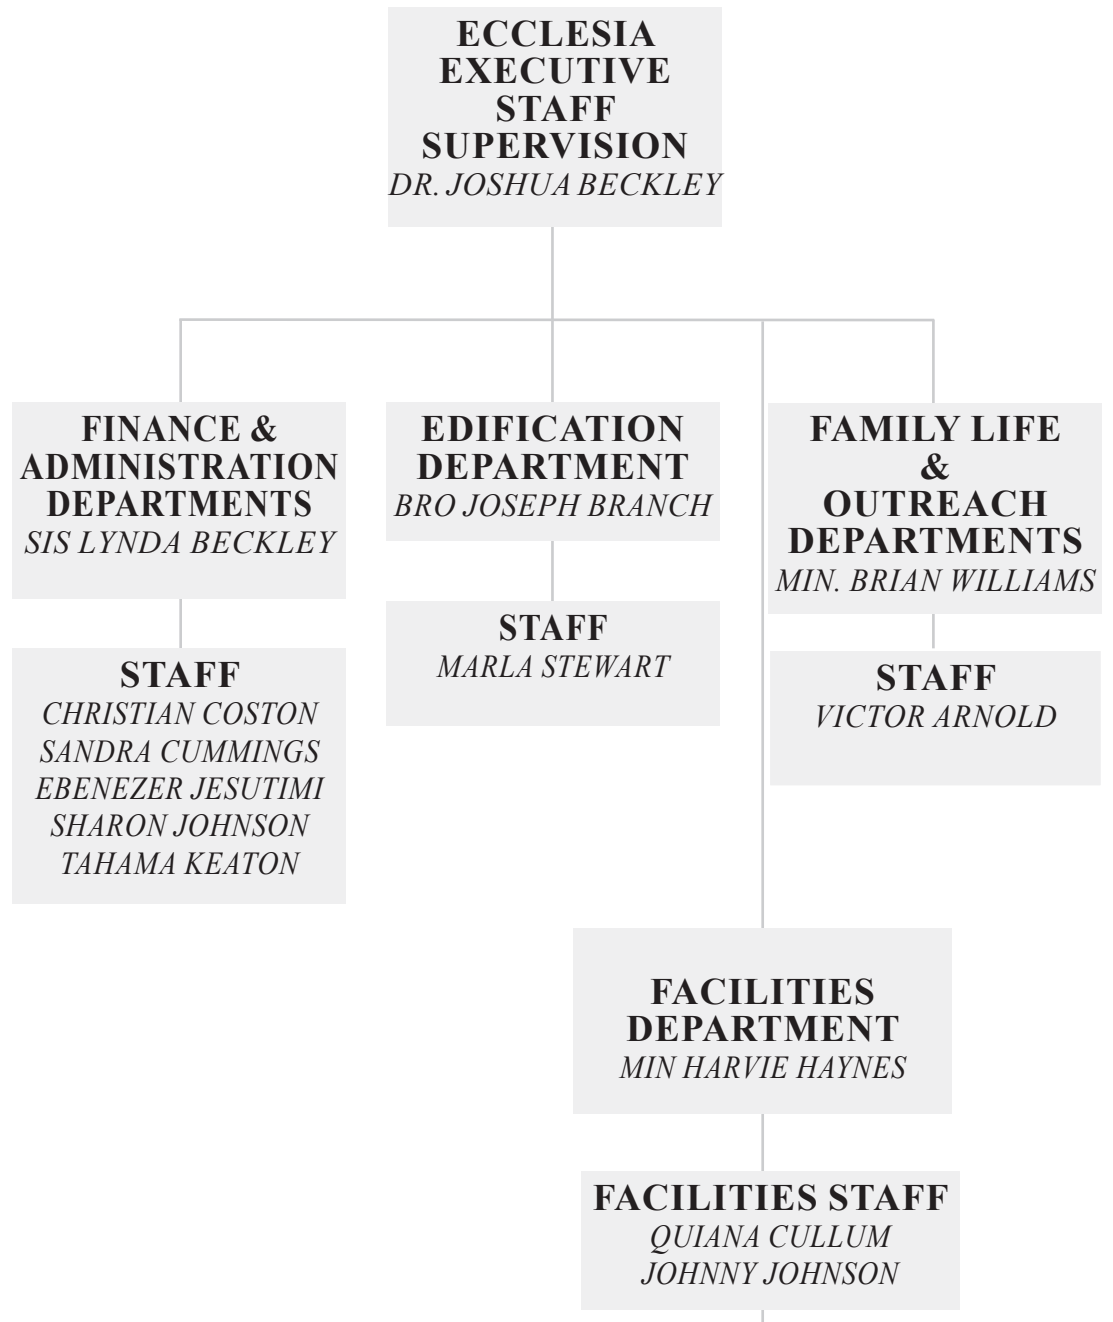 ECCLESIA
EXECUTIVE
STAFF
SUPERVISION
DR. JOSHUA BECKLEY
FINANCE &
ADMINISTRATION
DEPARTMENTS
SIS LYNDA BECKLEY
EDIFICATION
DEPARTMENT
BRO JOSEPH BRANCH
FAMILY LIFE
&
OUTREACH
DEPARTMENTS
MIN. BRIAN WILLIAMS
STAFF
CHRISTIAN COSTON
SANDRA CUMMINGS
EBENEZER JESUTIMI
SHARON JOHNSON
TAHAMA KEATON
STAFF
MARLA STEWART
STAFF
VICTOR ARNOLD
FACILITIES
DEPARTMENT
MIN HARVIE HAYNES
FACILITIES STAFF
QUIANA CULLUM
JOHNNY JOHNSON